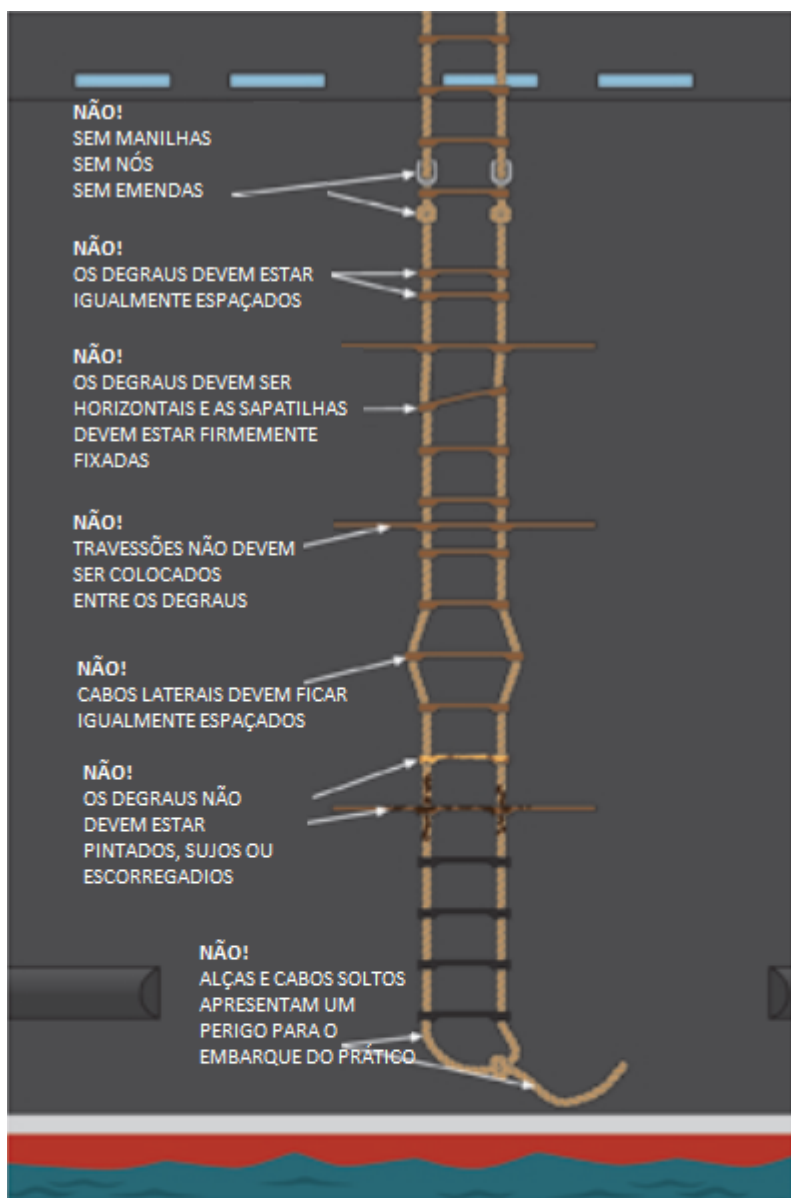 NÃO!
SEM MANILHAS
SEM NÓS
SEM EMENDAS
NÃO!
OS DEGRAUS DEVEM ESTAR
IGUALMENTE ESPAÇADOS
NÃO!
OS DEGRAUS DEVEM SER
HORIZONTAIS E AS SAPATILHAS
DEVEM ESTAR FIRMEMENTE
FIXADAS
NÃO!
TRAVESSÕES NÃO DEVEM
SER COLOCADOS
ENTRE OS DEGRAUS
NÃO!
CABOS LATERAIS DEVEM FICAR
IGUALMENTE ESPAÇADOS
NÃO!
OS DEGRAUS NÃO
DEVEM ESTAR
PINTADOS, SUJOS OU
ESCORREGADIOS
NÃO!
ALÇAS E CABOS SOLTOS
APRESENTAM UM
PERIGO PARA O
EMBARQUE DO PRÁTICO